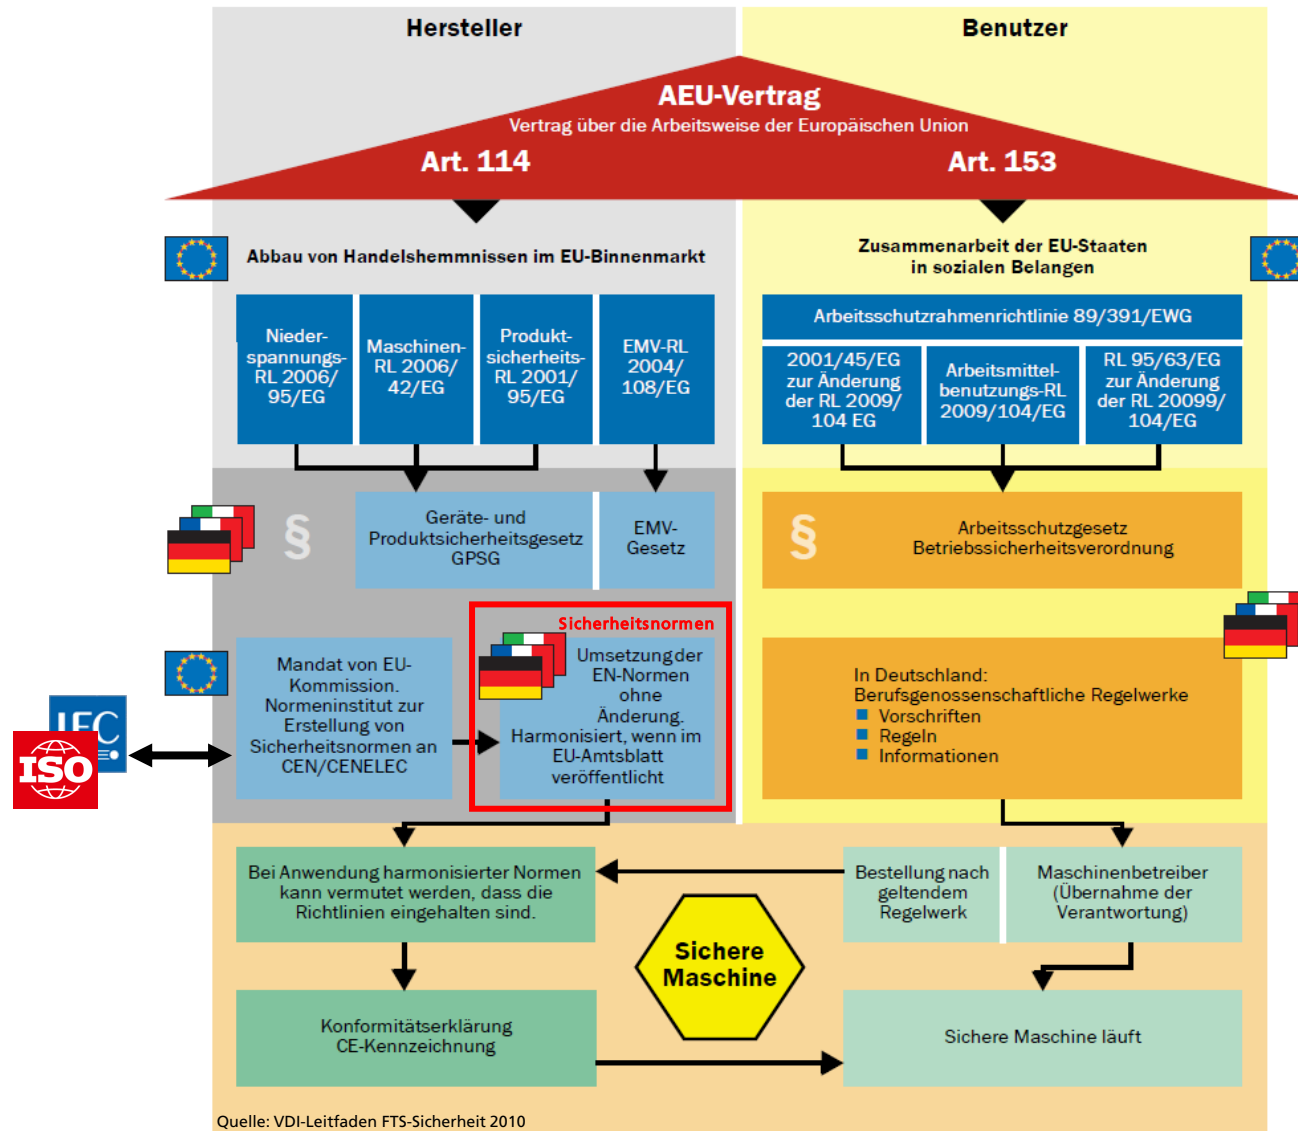 Hersteller
Benutzer
AEU-Vertrag
Vertrag über die Arbeitsweise der Europäischen Union
Art. 114
Art. 153
Abbau von Handelshemmnissen im EU-Binnenmarkt
Zusammenarbeit der EU-Staaten
in sozialen Belangen
Nieder-
spannungs-
RL 2006/
95/EG
Maschinen-
RL 2006/
42/EG
Produkt-
sicherheits-
RL 2001/
95/EG
EMV-RL
2004/
108/EG
Arbeitsschutzrahmenrichtlinie 89/391/EWG
2001/45/EG
zur Änderung
der RL 2009/
104 EG
Arbeitsmittel-
benutzungs-RL
2009/104/EG
RL 95/63/EG
zur Änderung
der RL 20099/
104/EG
§
Geräte- und
Produktsicherheitsgesetz
GPSG
EMV-
Gesetz
§
Arbeitsschutzgesetz
Betriebssicherheitsverordnung
Sicherheitsnormen
Mandat von EU-
Kommission.
Normeninstitut zur
Erstellung von
Sicherheitsnormen an
CEN/CENELEC
Umsetzung der
EN-Normen
ohne
Änderung.
Harmonisiert, wenn im
EU-Amtsblatt
veröffentlicht
In Deutschland:
Berufsgenossenschaftliche Regelwerke
Vorschriften
Regeln
Informationen
IEC
ISO
Bei Anwendung harmonisierter Normen
kann vermutet werden, dass die
Richtlinien eingehalten sind.
Bestellung nach
geltendem
Regelwerk
Maschinenbetreiber
(Übernahme der
Verantwortung)
Sichere
Maschine
Konformitätserklärung
CE-Kennzeichnung
Sichere Maschine läuft
Quelle: VDI-Leitfaden FTS-Sicherheit 2010